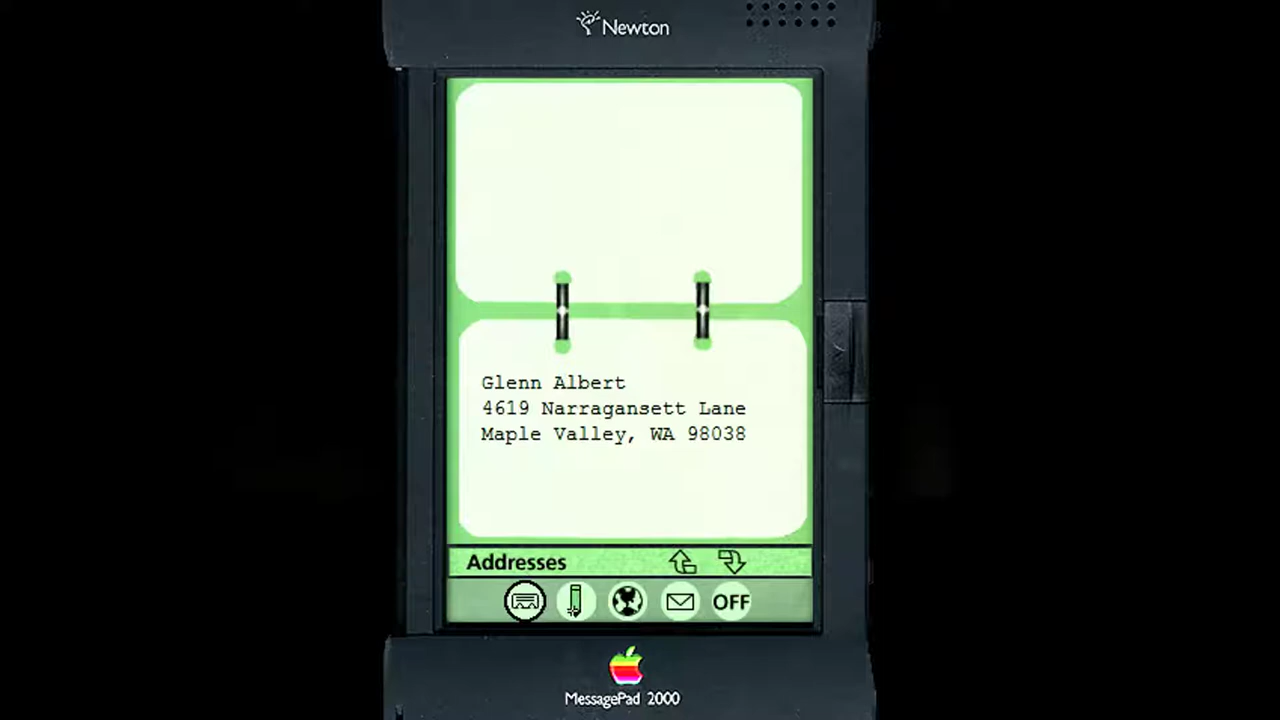 Newton
Glenn Albert
4619 Narragansett Lane
Maple Valley, WA 98038
Addresses
OFF
MessagePad 2000